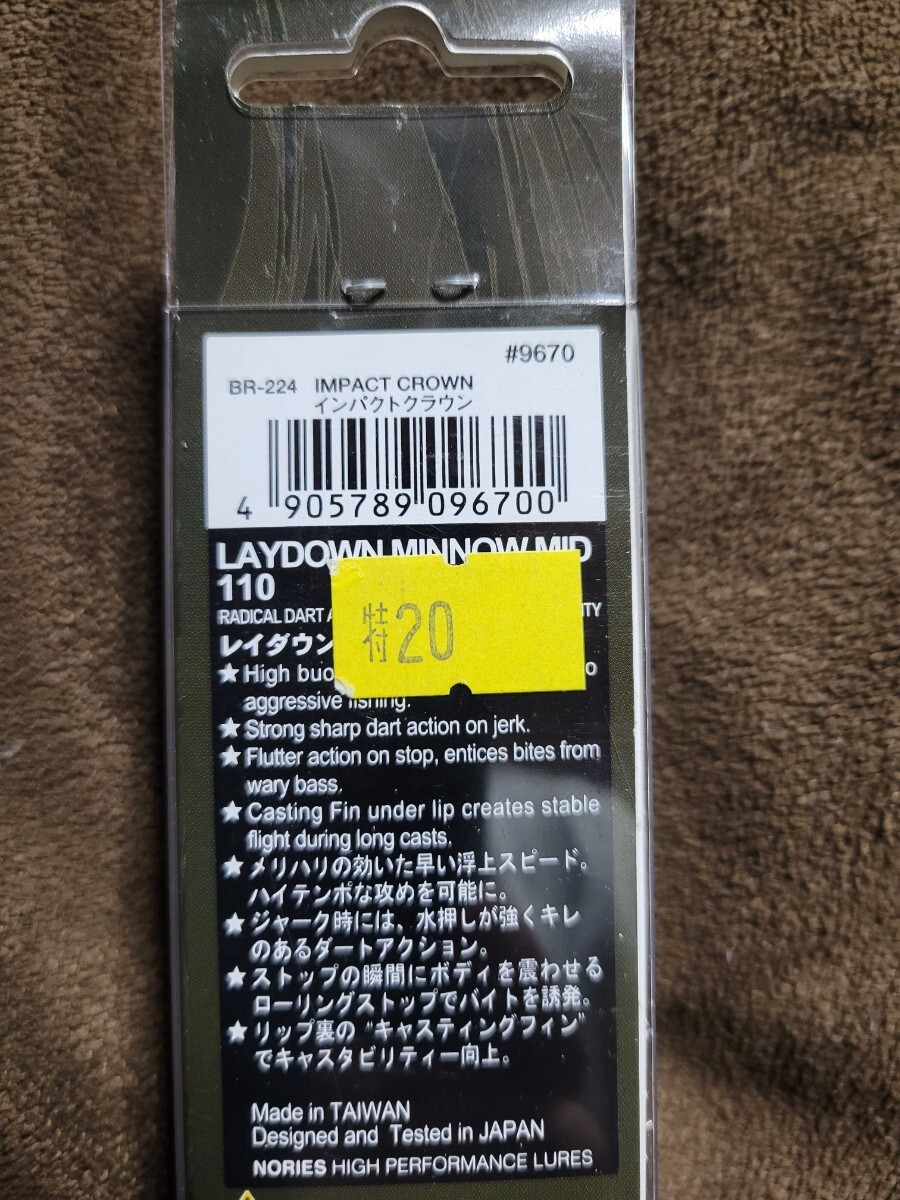 #9670
BR-224 IMPACT CROWN
インパクトクラウン
4 905789 096700
LAYDOWN MINNOW MID
110
RADICAL DART
レイダウン
20
付
★ High
aggressive fishing.
★ Strong sharp dart action on jerk.
★ Flutter action on stop, entices bites from
wary bass.
★ Casting Fin under lip creates stable
flight during long casts.
★ メリハリの効いた早い浮上スピード。
ハイテンポな攻めを可能に。
★ ジャーク時には、水押しが強くキレ
のあるダートアクション。
★ ストップの瞬間にボディを震わせる
ローリングストップでバイトを誘発。
★ リップ裏の "キャスティングフィン"
でキャスタビリティー向上。
Made in TAIWAN
Designed and Tested in JAPAN
NORIES HIGH PERFORMANCE LURES